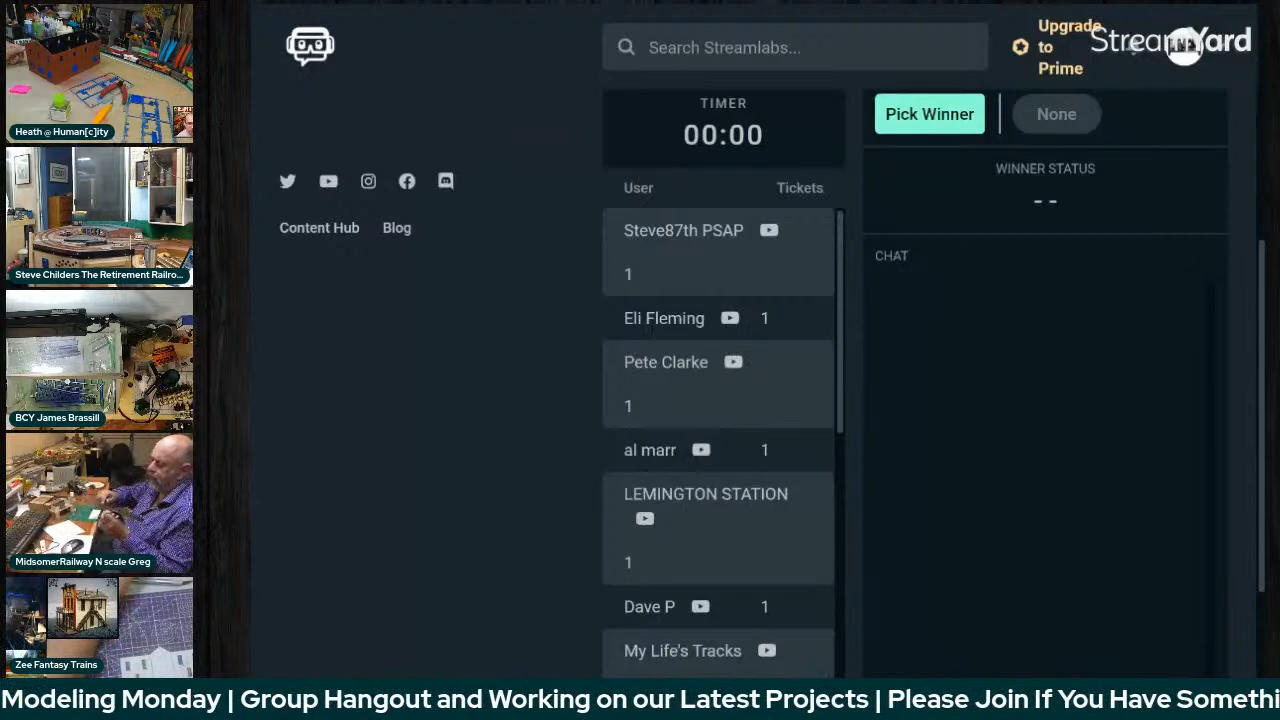 Heath @ Human[c]ity
Steve Childers The Retirement Railro...
BCY James Brassill
MidsomerRailway N scale Greg
Zee Fantasy Trains
Search Streamlabs...
Upgrade
to
Prime
StreamYard
Content Hub
Blog
TIMER
00:00
User
Tickets
Steve87th PSAP
1
Eli Fleming 1
Pete Clarke
1
al marr 1
LEMINGTON STATION
1
Dave P 1
My Life's Tracks
Pick Winner
None
WINNER STATUS
--
CHAT
Modeling Monday | Group Hangout and Working on our Latest Projects | Please Join If You Have Somethi